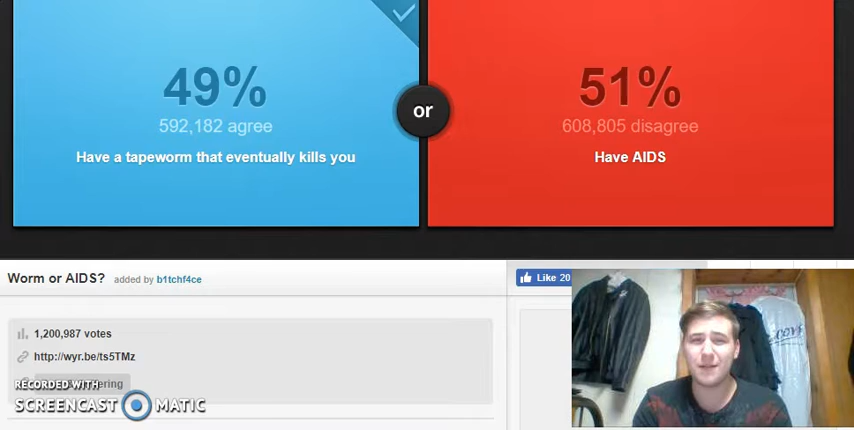 49%
592,182 agree
Have a tapeworm that eventually kills you
or
51%
608,805 disagree
Have AIDS
Worm or AIDS? added by b1tchf4ce
Like 20
1,200,987 votes
http://wyr.be/ts5TMz
RECORDED WITH
SCREENCAST MATIC